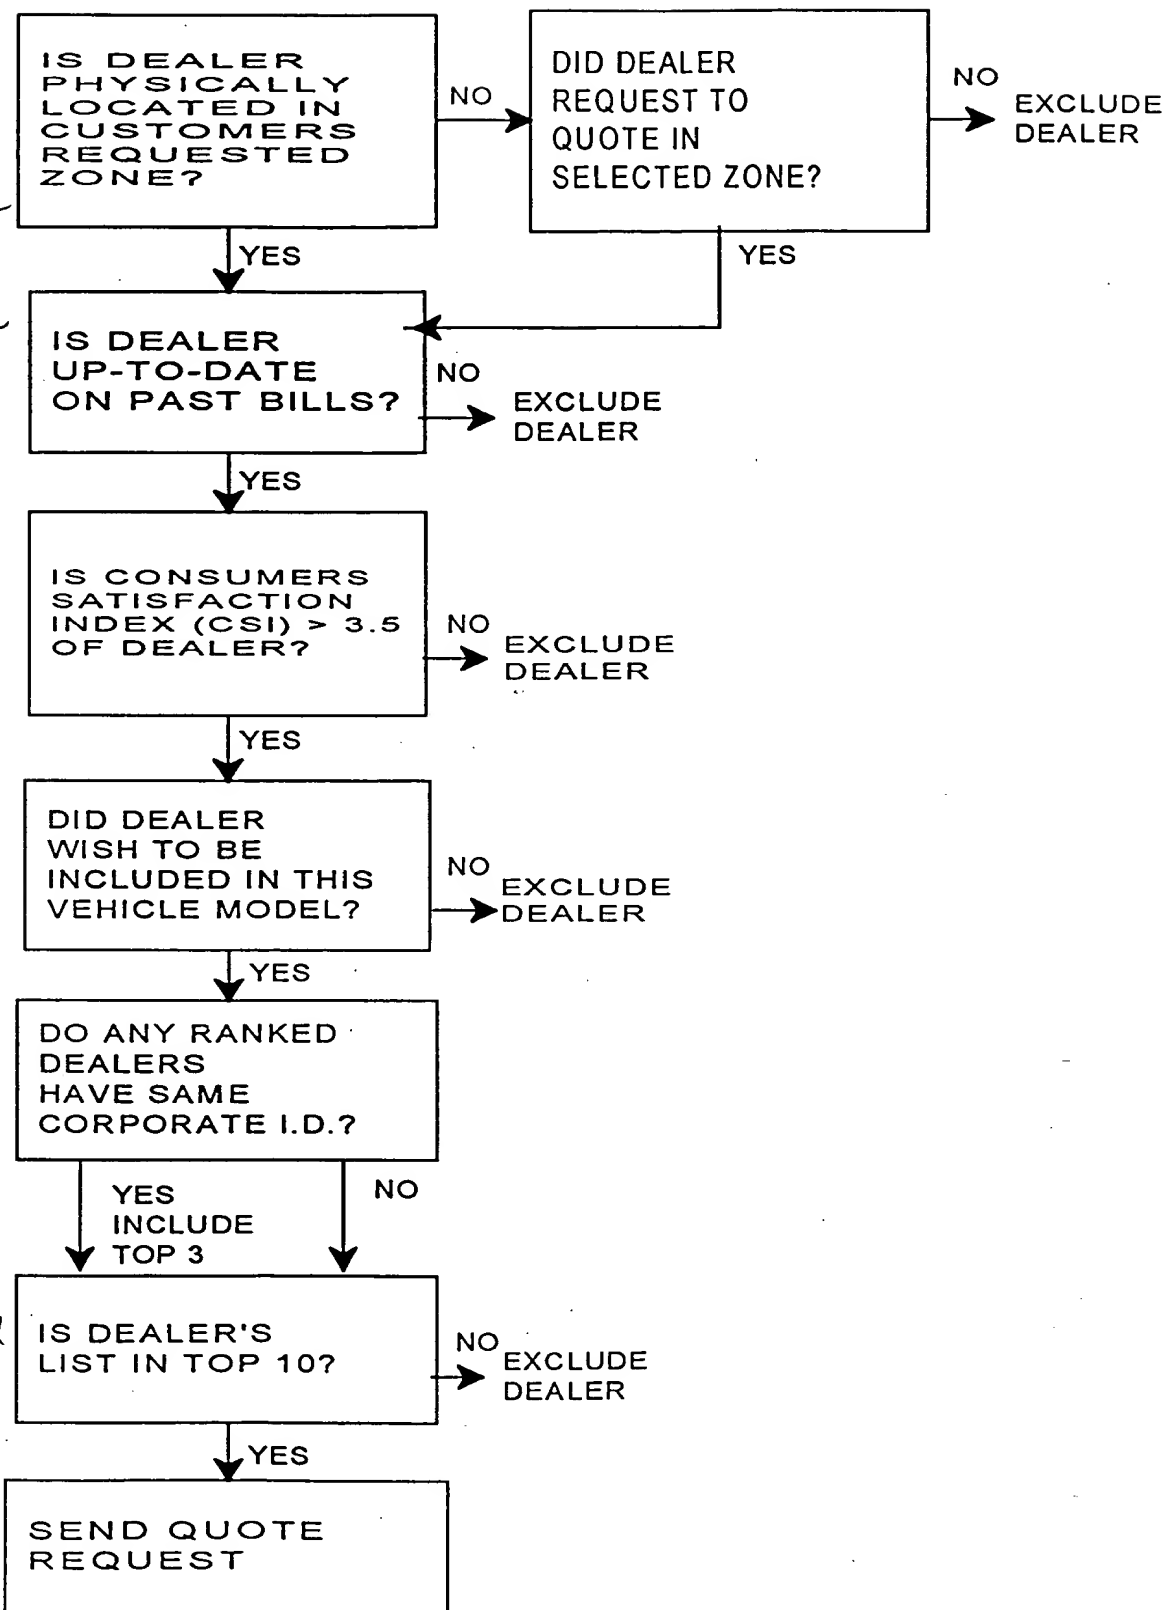 IS DEALER
PHYSICALLY
LOCATED IN
CUSTOMERS
REQUESTED
ZONE?
NO
DID DEALER
REQUEST TO
QUOTE IN
SELECTED ZONE?
NO
EXCLUDE
DEALER
YES
YES
IS DEALER
UP-TO-DATE
ON PAST BILLS?
NO
EXCLUDE
DEALER
YES
IS CONSUMERS
SATISFACTION
INDEX (CSI) > 3.5
OF DEALER?
NO
EXCLUDE
DEALER
YES
DID DEALER
WISH TO BE
INCLUDED IN THIS
VEHICLE MODEL?
NO
EXCLUDE
DEALER
YES
DO ANY RANKED
DEALERS
HAVE SAME
CORPORATE I.D.?
YES
INCLUDE
TOP 3
NO
IS DEALER'S
LIST IN TOP 10?
NO
EXCLUDE
DEALER
YES
SEND QUOTE
REQUEST